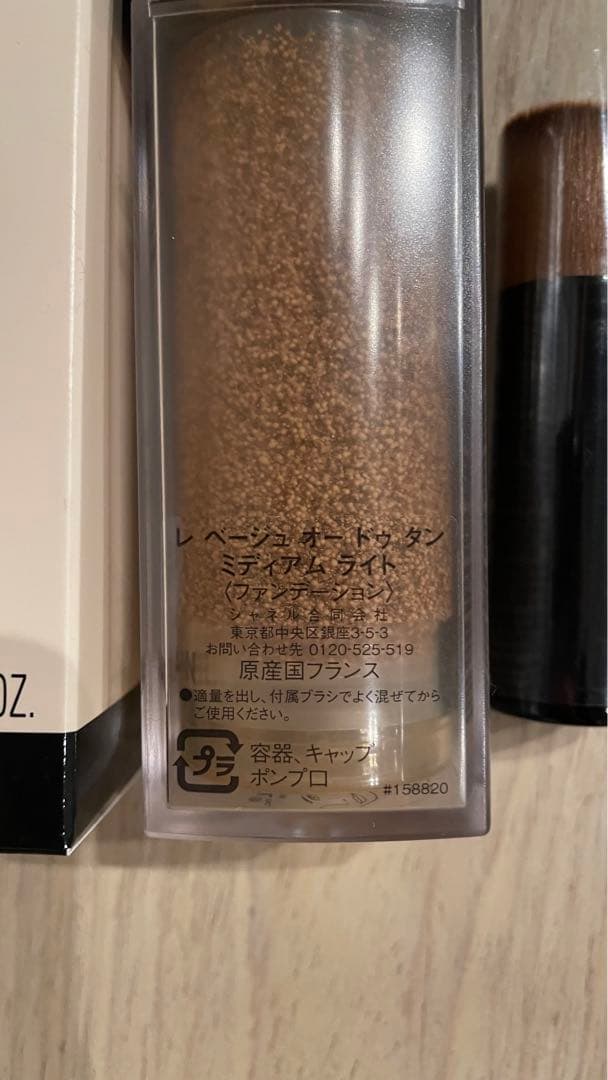 レ ベージュ オー ドゥ タン
ミディアム ライト
〈ファンデーション〉
シャネル合同会社
東京都中央区銀座3-5-3
お問い合わせ先 0120-525-519
原産国フランス
●適量を出し、付属ブラシでよく混ぜてから
ご使用ください。
プラ
容器、キャップ
ポンプ口
#158820
OZ.